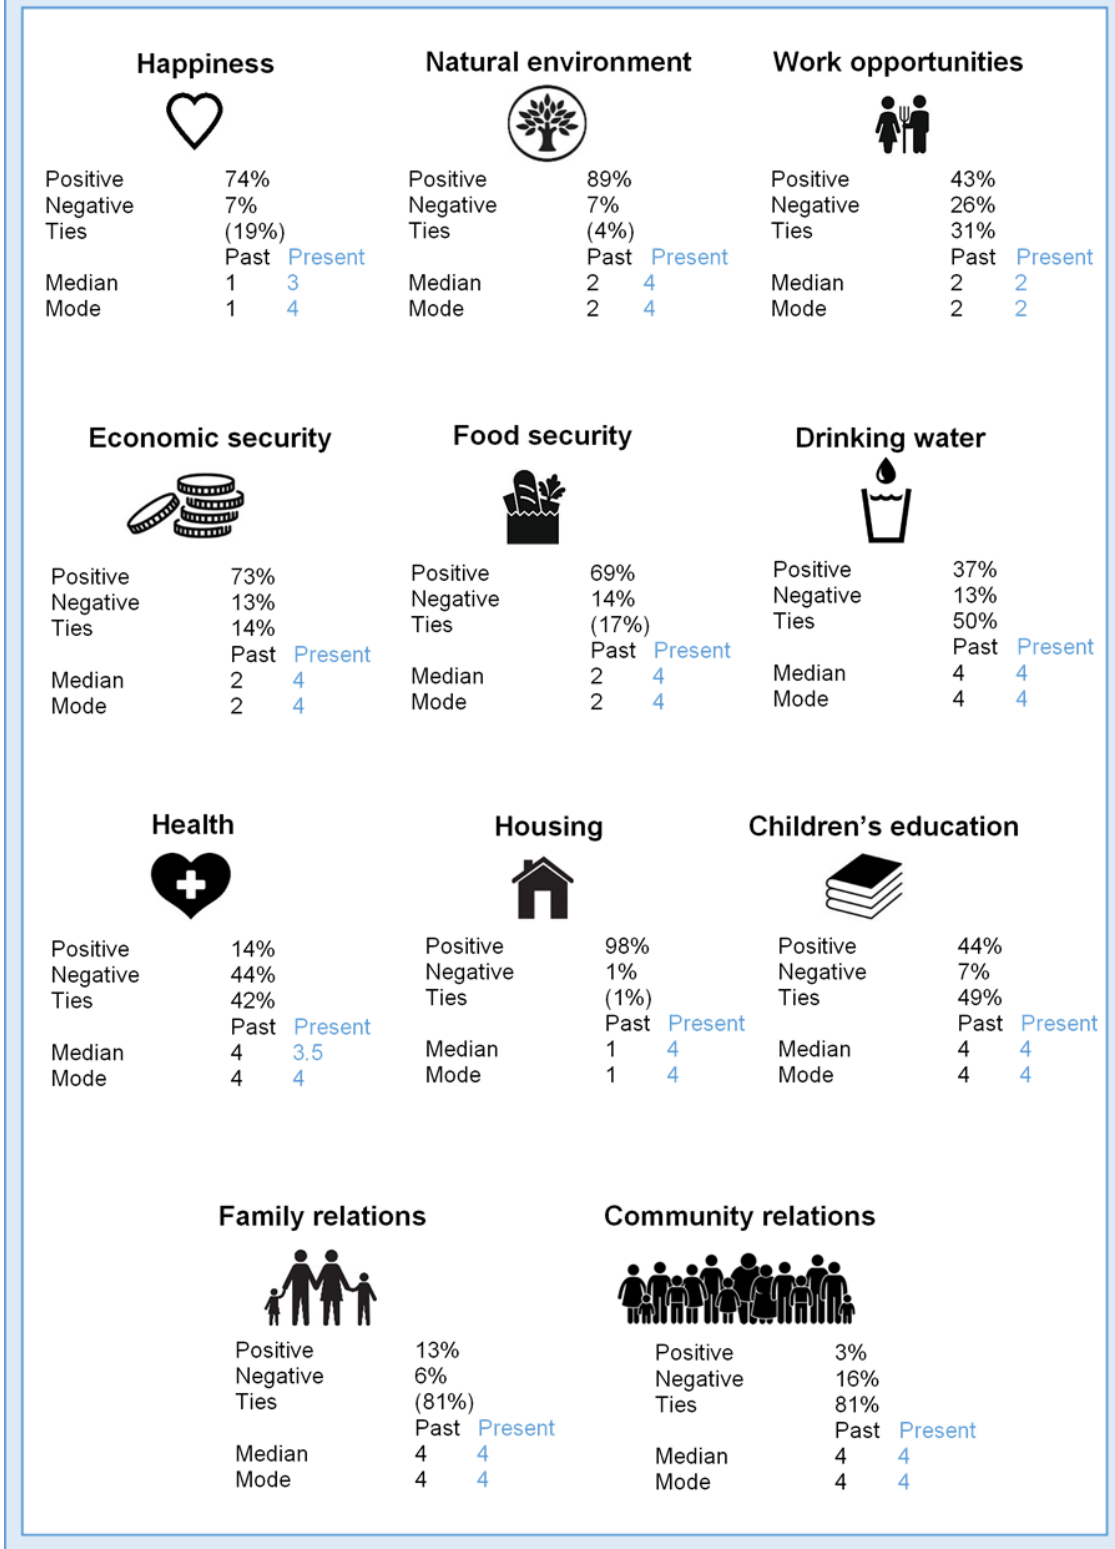 Happiness
Positive 74%
Negative 7%
Ties (19%)
Past Present
Median 1 3
Mode 1 4
Natural environment
Positive 89%
Negative 7%
Ties (4%)
Past Present
Median 2 4
Mode 2 4
Work opportunities
Positive 43%
Negative 26%
Ties 31%
Past Present
Median 2 2
Mode 2 2
Economic security
Positive 73%
Negative 13%
Ties 14%
Past Present
Median 2 4
Mode 2 4
Food security
Positive 69%
Negative 14%
Ties (17%)
Past Present
Median 2 4
Mode 2 4
Drinking water
Positive 37%
Negative 13%
Ties 50%
Past Present
Median 4 4
Mode 4 4
Health
Positive 14%
Negative 44%
Ties 42%
Past Present
Median 4 3.5
Mode 4 4
Housing
Positive 98%
Negative 1%
Ties (1%)
Past Present
Median 1 4
Mode 1 4
Children's education
Positive 44%
Negative 7%
Ties 49%
Past Present
Median 4 4
Mode 4 4
Family relations
Positive 13%
Negative 6%
Ties (81%)
Past Present
Median 4 4
Mode 4 4
Community relations
Positive 3%
Negative 16%
Ties 81%
Past Present
Median 4 4
Mode 4 4